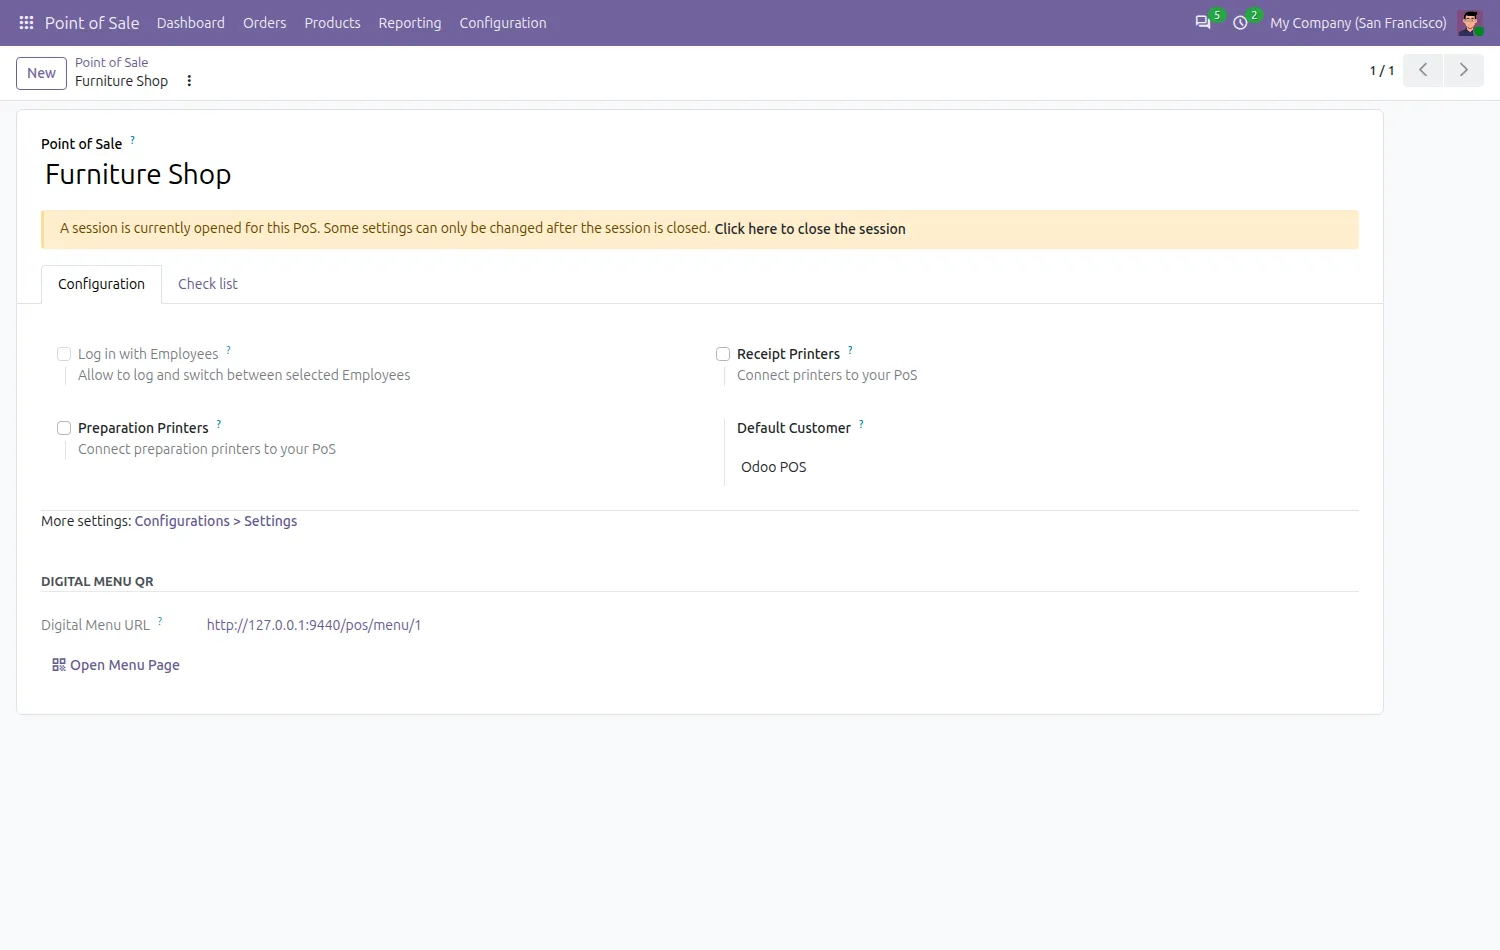 Point of Sale Dashboard Orders Products Reporting Configuration 5 2 My Company (San Francisco)
New Point of Sale
Furniture Shop
1 / 1
Point of Sale ?
Furniture Shop
A session is currently opened for this PoS. Some settings can only be changed after the session is closed. Click here to close the session
Configuration Check list
Log in with Employees ?
Allow to log and switch between selected Employees
Receipt Printers ?
Connect printers to your PoS
Preparation Printers ?
Connect preparation printers to your PoS
Default Customer ?
Odoo POS
More settings: Configurations > Settings
DIGITAL MENU QR
Digital Menu URL ? http://127.0.0.1:9440/pos/menu/1
Open Menu Page